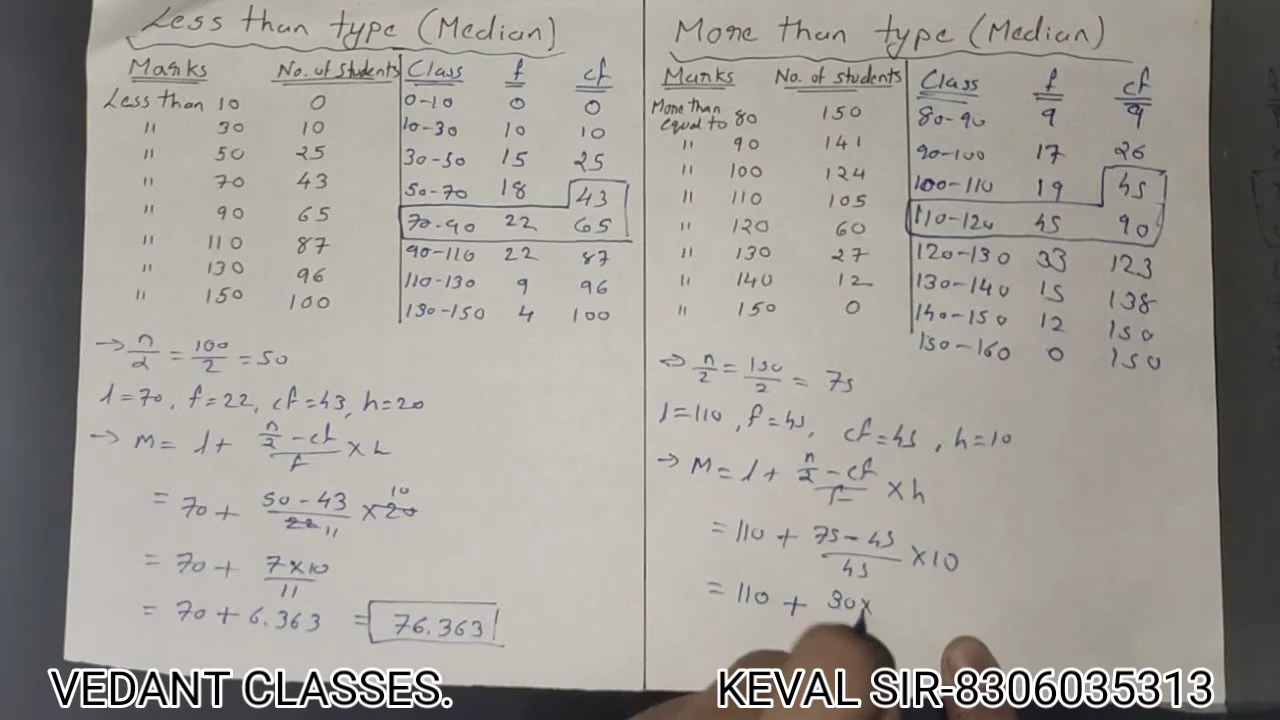 Less than type (Median)
Marks No. of students Class f cf
Less than 10 0 0-10 0 0
" 30 10 10-30 10 10
" 50 25 30-50 15 25
" 70 43 50-70 18 43
" 90 65 70-90 22 65
" 110 87 90-110 22 87
" 130 96 110-130 9 96
" 150 100 130-150 4 100
→ n/2 = 100/2 = 50
l=70, f=22, cf=43, h=20
→ M = l + (n/2 - cf)/f × h
= 70 + (50-43)/22 11 × 20 10
= 70 + (7×10)/11
= 70 + 6.363 = 76.363
More than type (Median)
Marks No. of students Class f cf
More than equal to 80 150 80-90 9 9
" 90 141 90-100 17 26
" 100 124 100-110 19 45
" 110 105 110-120 45 90
" 120 60 120-130 33 123
" 130 27 130-140 15 138
" 140 12 140-150 12 150
" 150 0 150-160 0 150
→ n/2 = 150/2 = 75
l=110, f=45, cf=45, h=10
→ M = l + (n/2 - cf)/f × h
= 110 + (75-45)/45 × 10
= 110 + 30×
VEDANT CLASSES. KEVAL SIR-8306035313